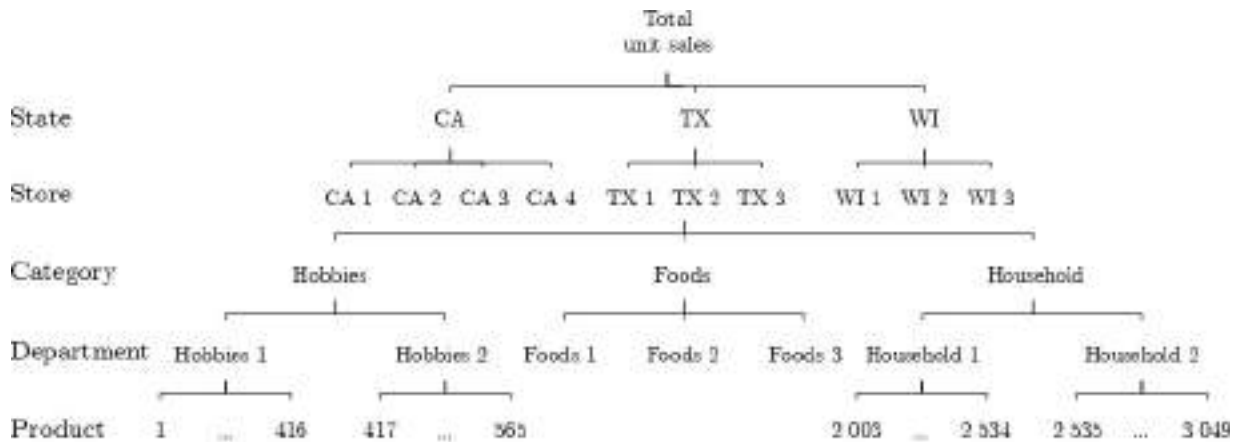 Total
unit sales
State CA TX WI
Store CA 1 CA 2 CA 3 CA 4 TX 1 TX 2 TX 3 WI 1 WI 2 WI 3
Category Hobbies Foods Household
Department Hobbies 1 Hobbies 2 Foods 1 Foods 2 Foods 3 Household 1 Household 2
Product 1 ... 416 417 ... 565 2 003 ... 2 534 2 535 ... 3 049